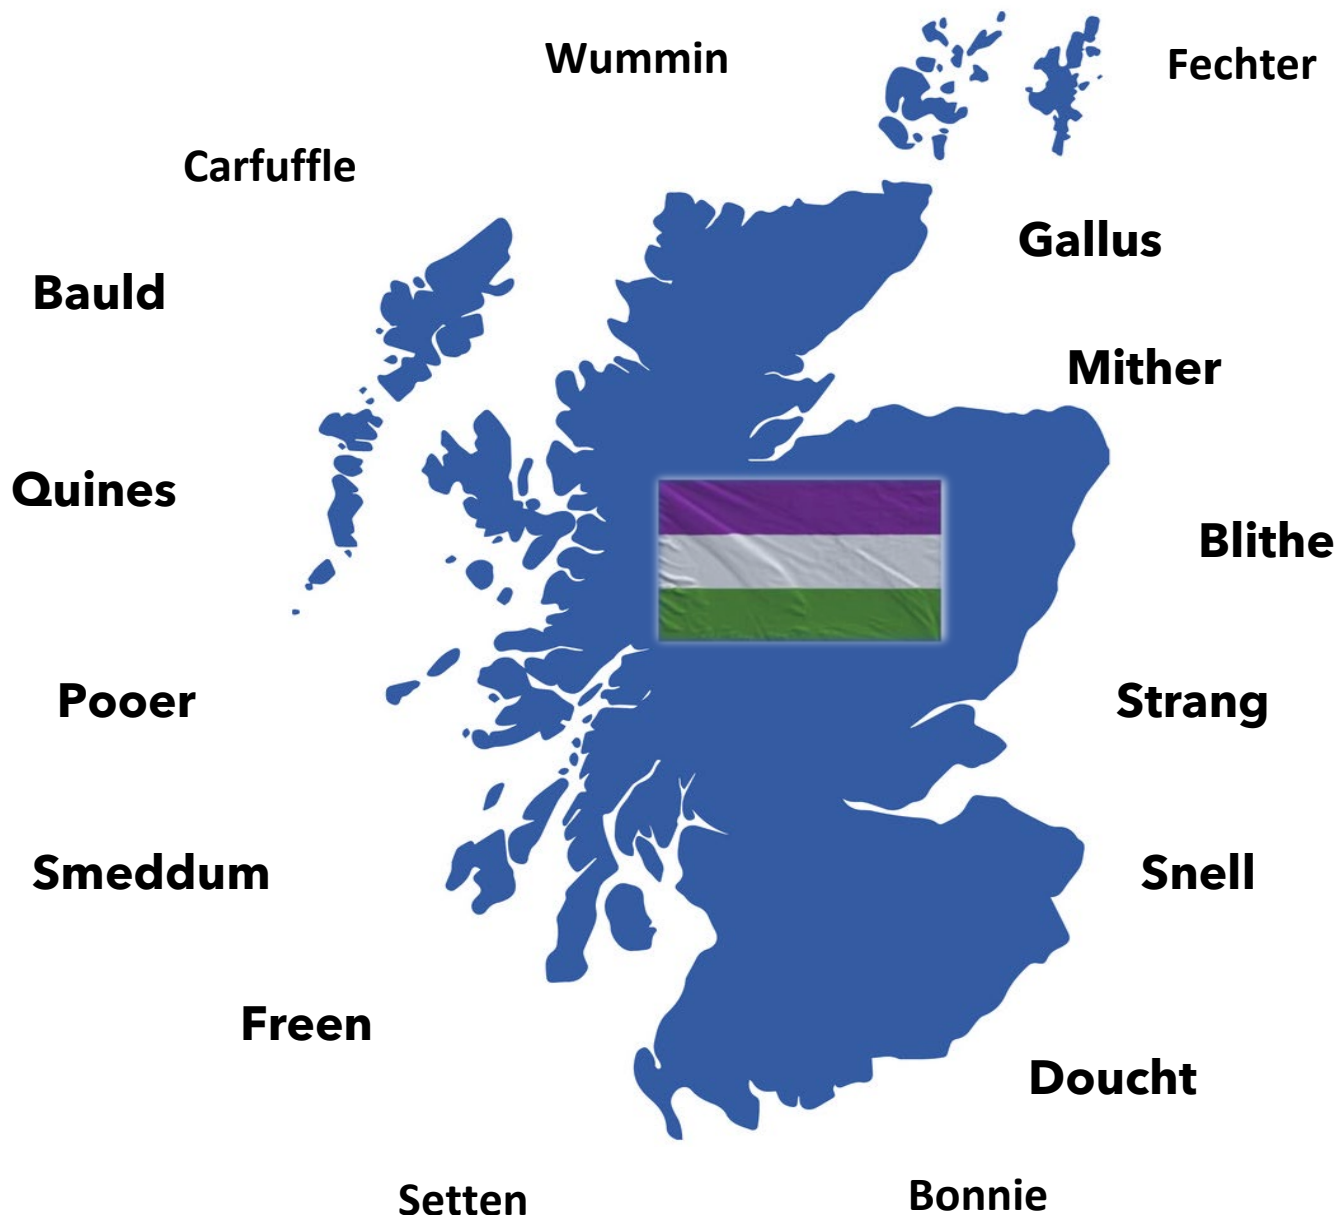 Wummin
Fechter
Carfuffle
Gallus
Bauld
Mither
Quines
Blithe
Pooer
Strang
Smeddum
Snell
Freen
Doucht
Setten
Bonnie